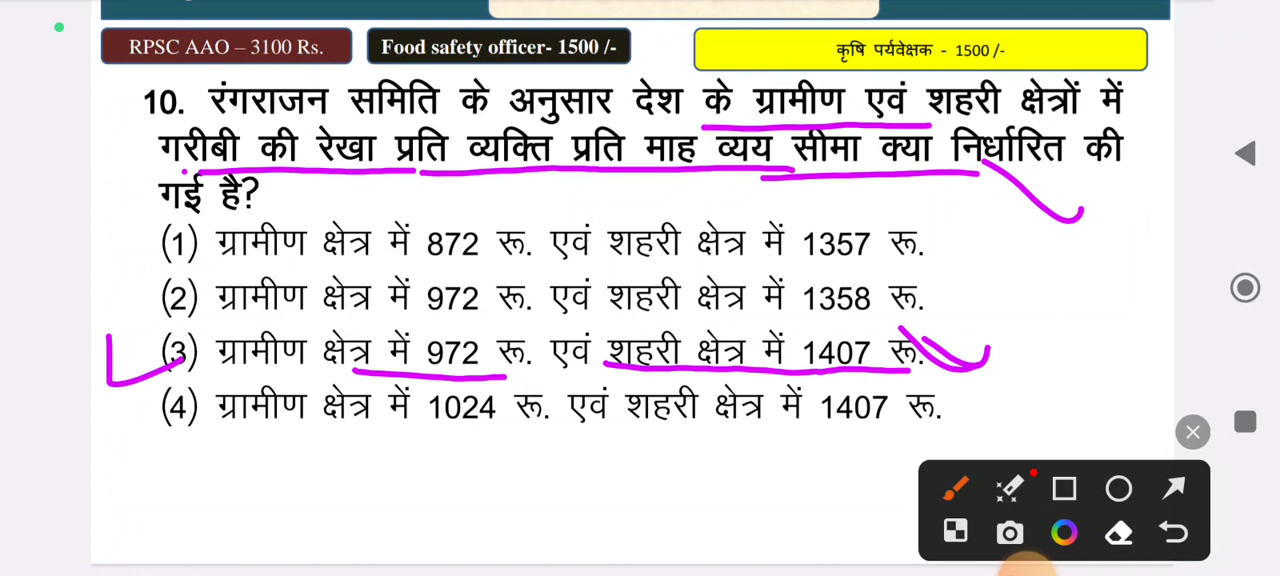 RPSC AAO – 3100 Rs. Food safety officer- 1500 /- कृषि पर्यवेक्षक - 1500 /-
10. रंगराजन समिति के अनुसार देश के ग्रामीण एवं शहरी क्षेत्रों में
गरीबी की रेखा प्रति व्यक्ति प्रति माह व्यय सीमा क्या निर्धारित की
गई है?
(1) ग्रामीण क्षेत्र में 872 रू. एवं शहरी क्षेत्र में 1357 रू.
(2) ग्रामीण क्षेत्र में 972 रू. एवं शहरी क्षेत्र में 1358 रू.
(3) ग्रामीण क्षेत्र में 972 रू. एवं शहरी क्षेत्र में 1407 रू.
(4) ग्रामीण क्षेत्र में 1024 रू. एवं शहरी क्षेत्र में 1407 रू.